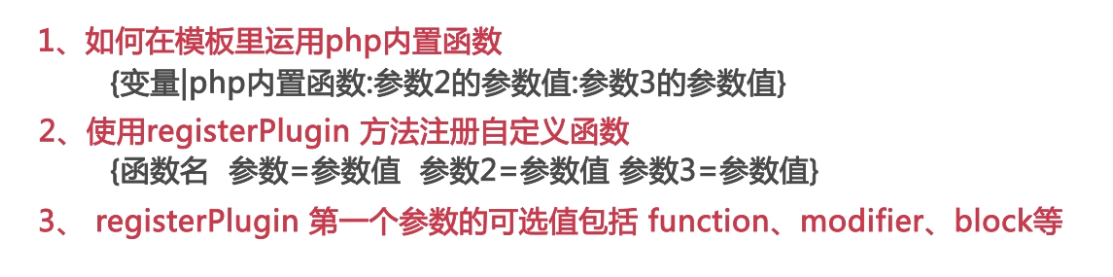 1、如何在模板里运用php内置函数
{变量|php内置函数:参数2的参数值:参数3的参数值}
2、使用registerPlugin 方法注册自定义函数
{函数名 参数=参数值 参数2=参数值 参数3=参数值}
3、 registerPlugin 第一个参数的可选值包括 function、modifier、block等